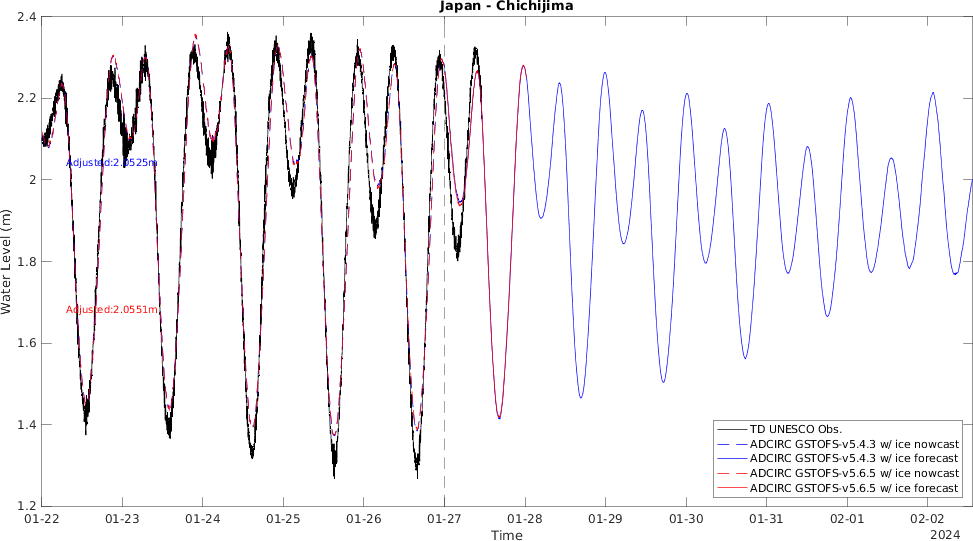 Japan - Chichijima
2.4
2.2
2
1.8
1.6
1.4
1.2
Water Level (m)
Adjusted:2.0525m
Adjusted:2.0551m
TD UNESCO Obs.
ADCIRC GSTOFS-v5.4.3 w/ ice nowcast
ADCIRC GSTOFS-v5.4.3 w/ ice forecast
ADCIRC GSTOFS-v5.6.5 w/ ice nowcast
ADCIRC GSTOFS-v5.6.5 w/ ice forecast
01-22 01-23 01-24 01-25 01-26 01-27 01-28 01-29 01-30 01-31 02-01 02-02
Time
2024